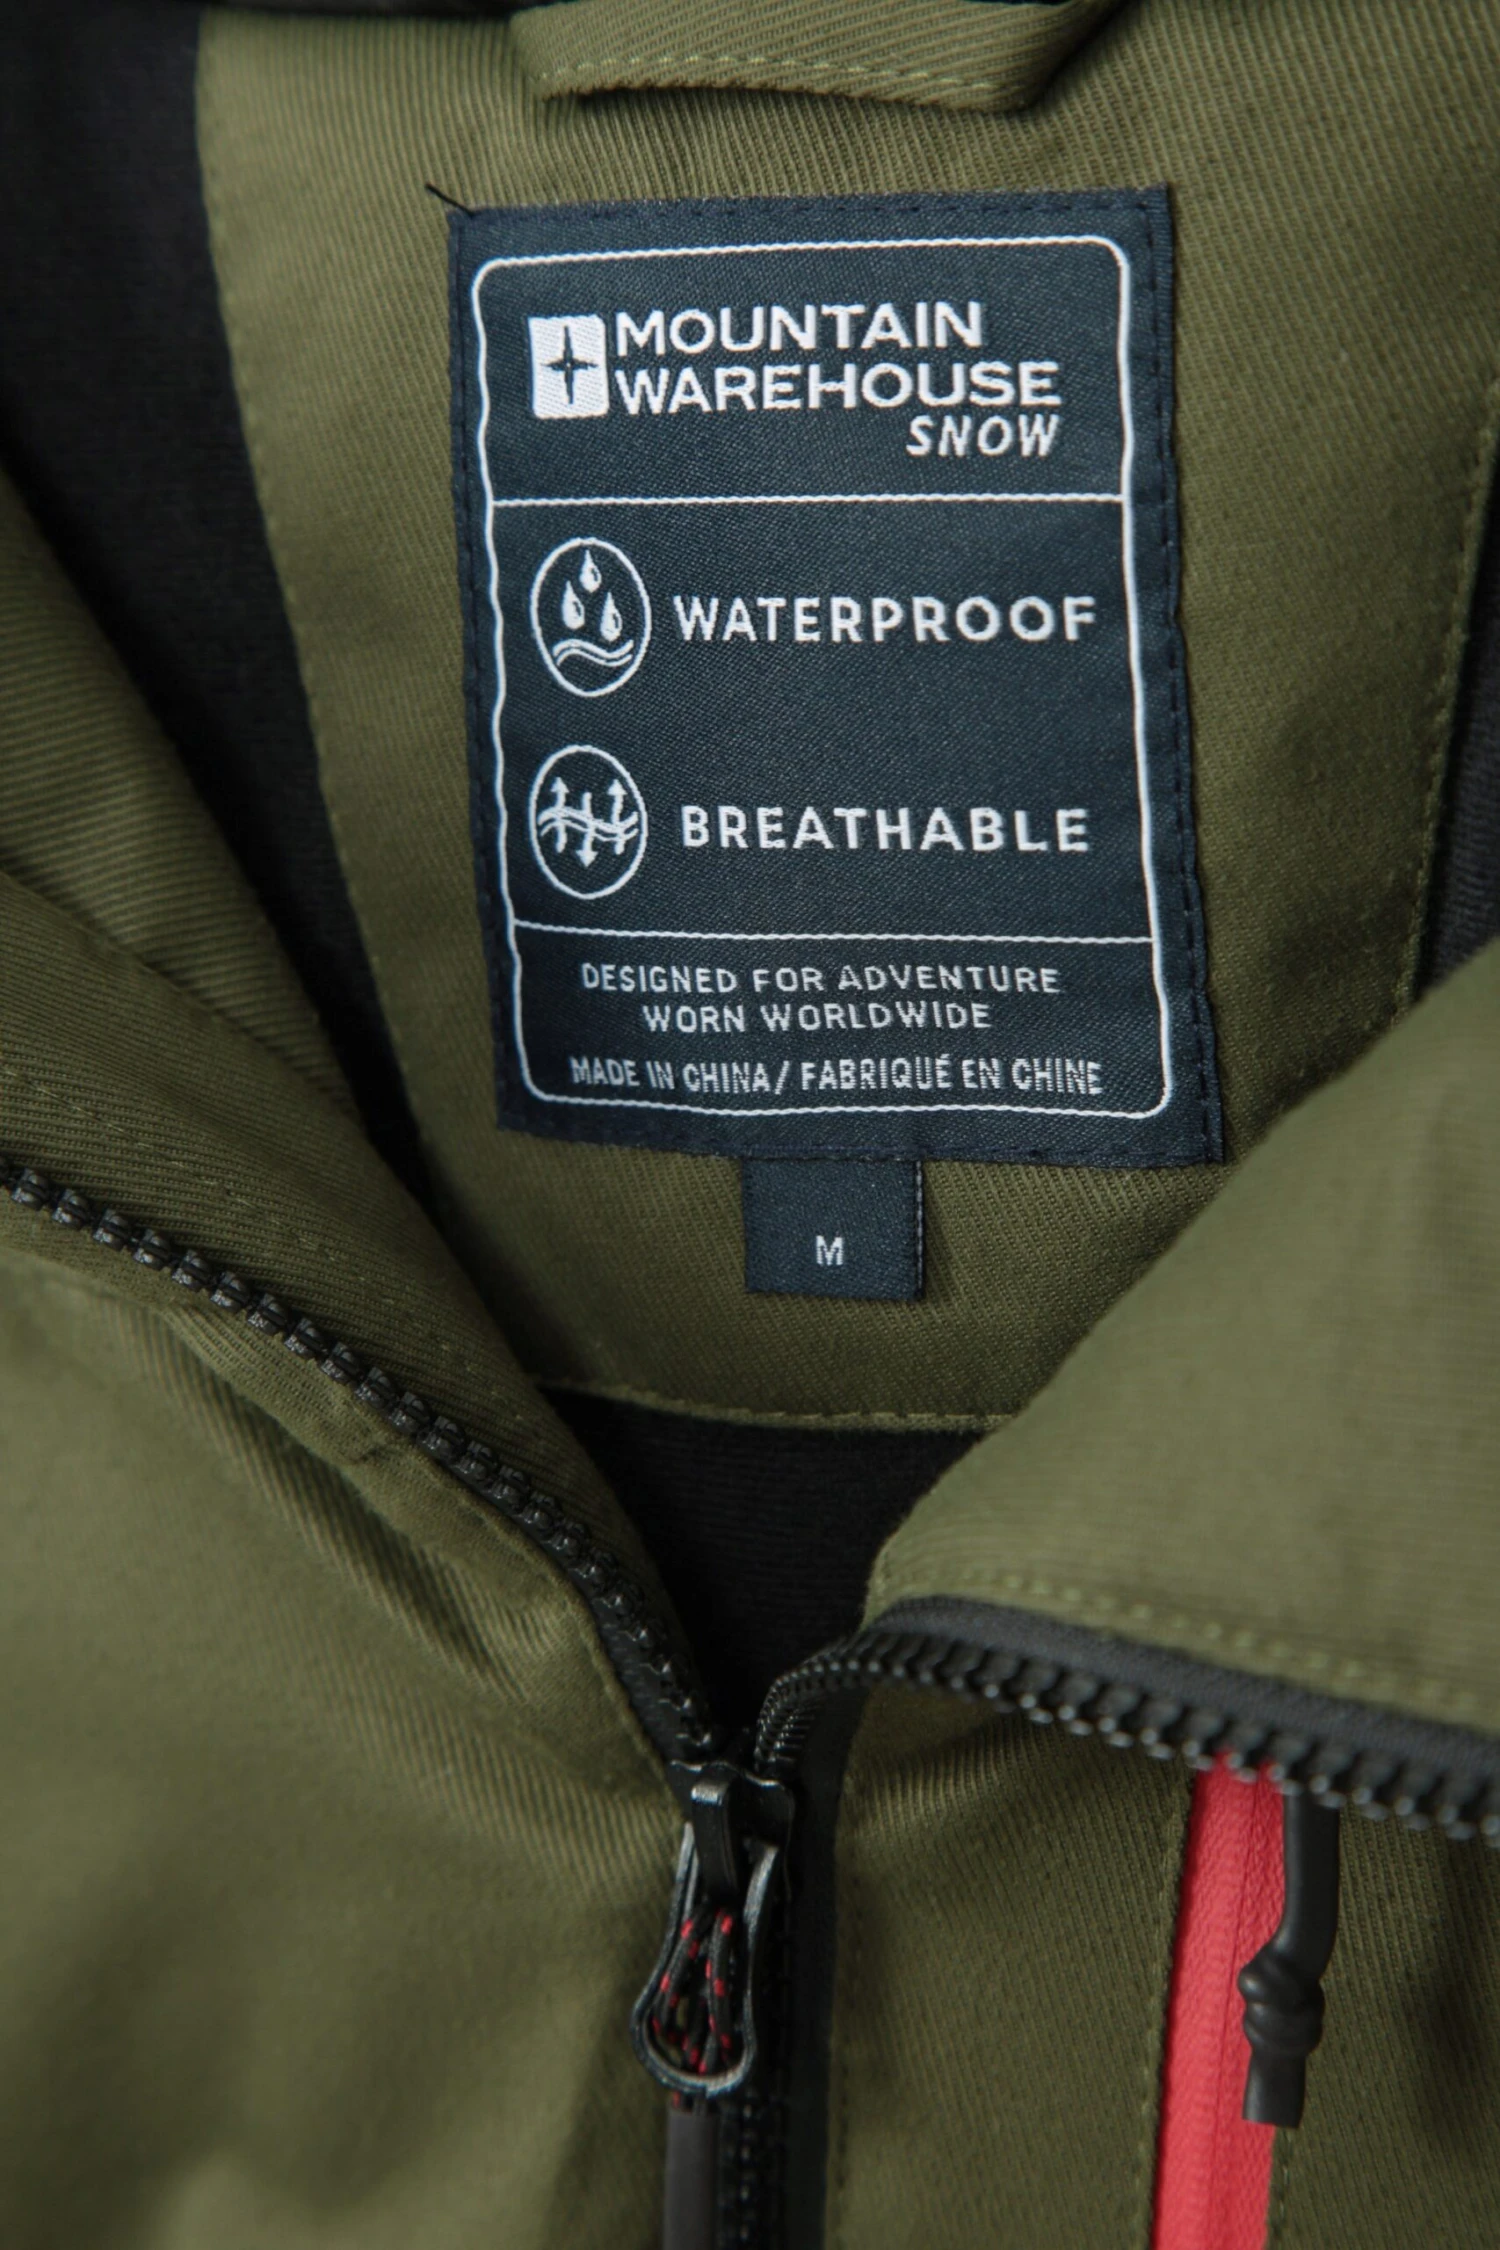 MOUNTAIN
WAREHOUSE
SNOW
WATERPROOF
BREATHABLE
DESIGNED FOR ADVENTURE
WORN WORLDWIDE
MADE IN CHINA / FABRIQUÉ EN CHINE
M